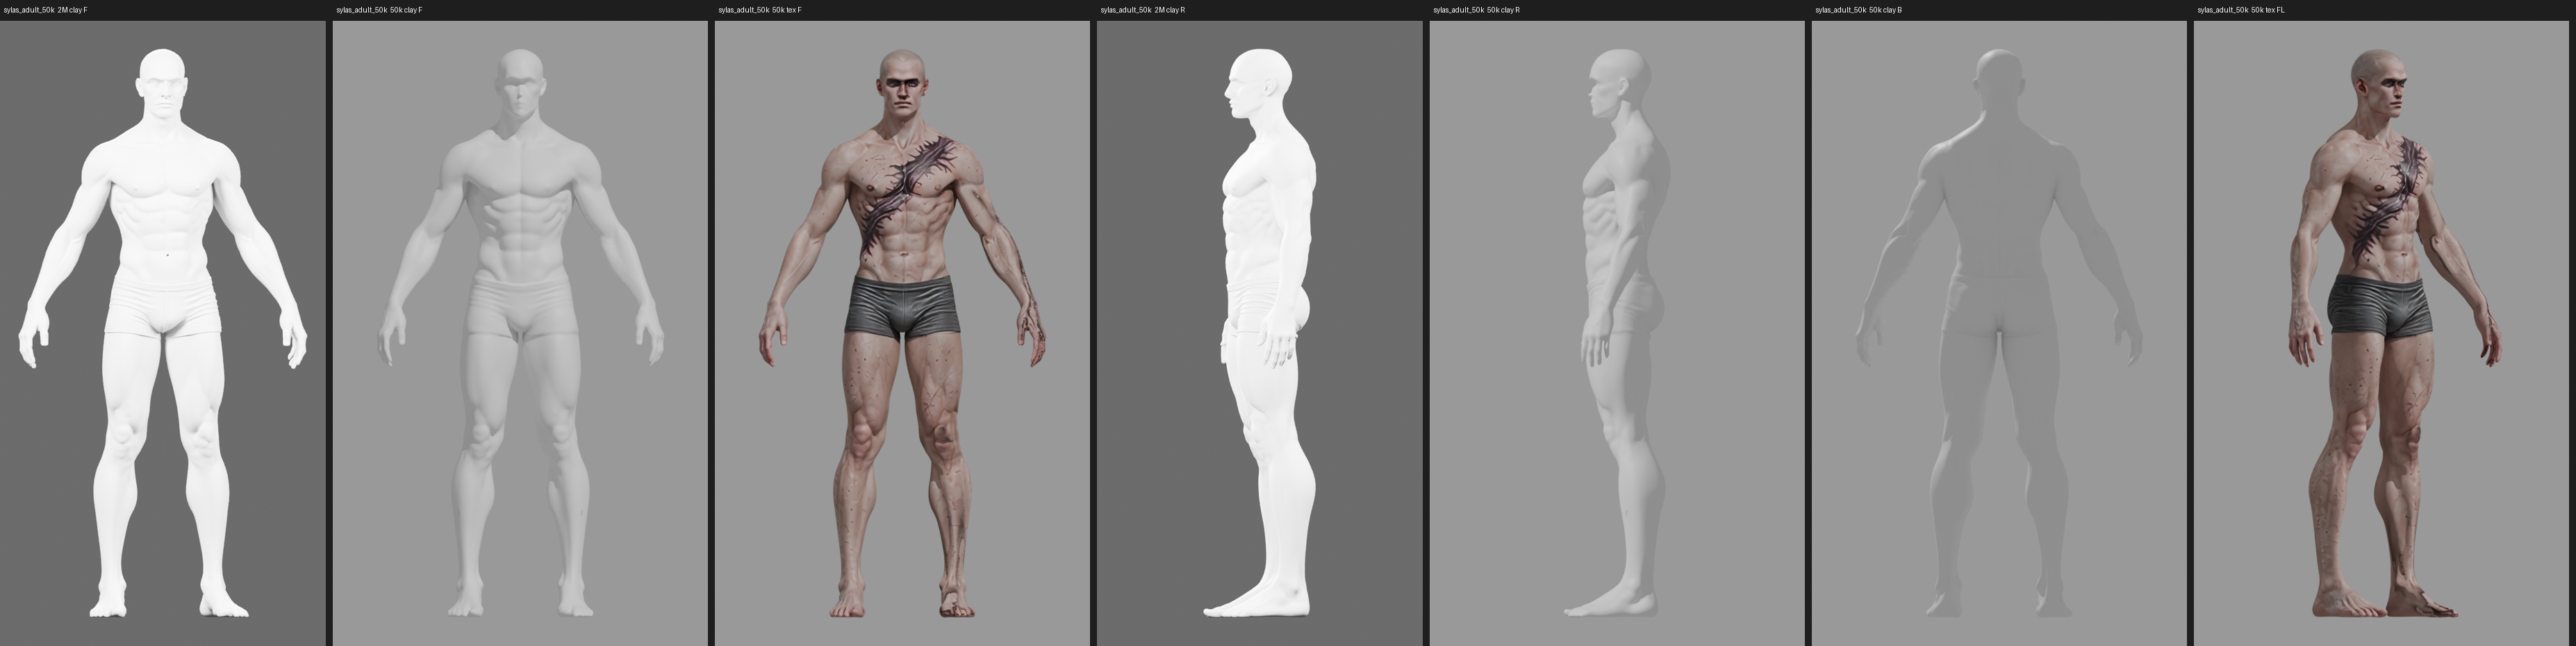 sylas_adult_50k 2M clay F
sylas_adult_50k 50k clay F
sylas_adult_50k 50k tex F
sylas_adult_50k 2M clay R
sylas_adult_50k 50k clay R
sylas_adult_50k 50k clay B
sylas_adult_50k 50k tex FL